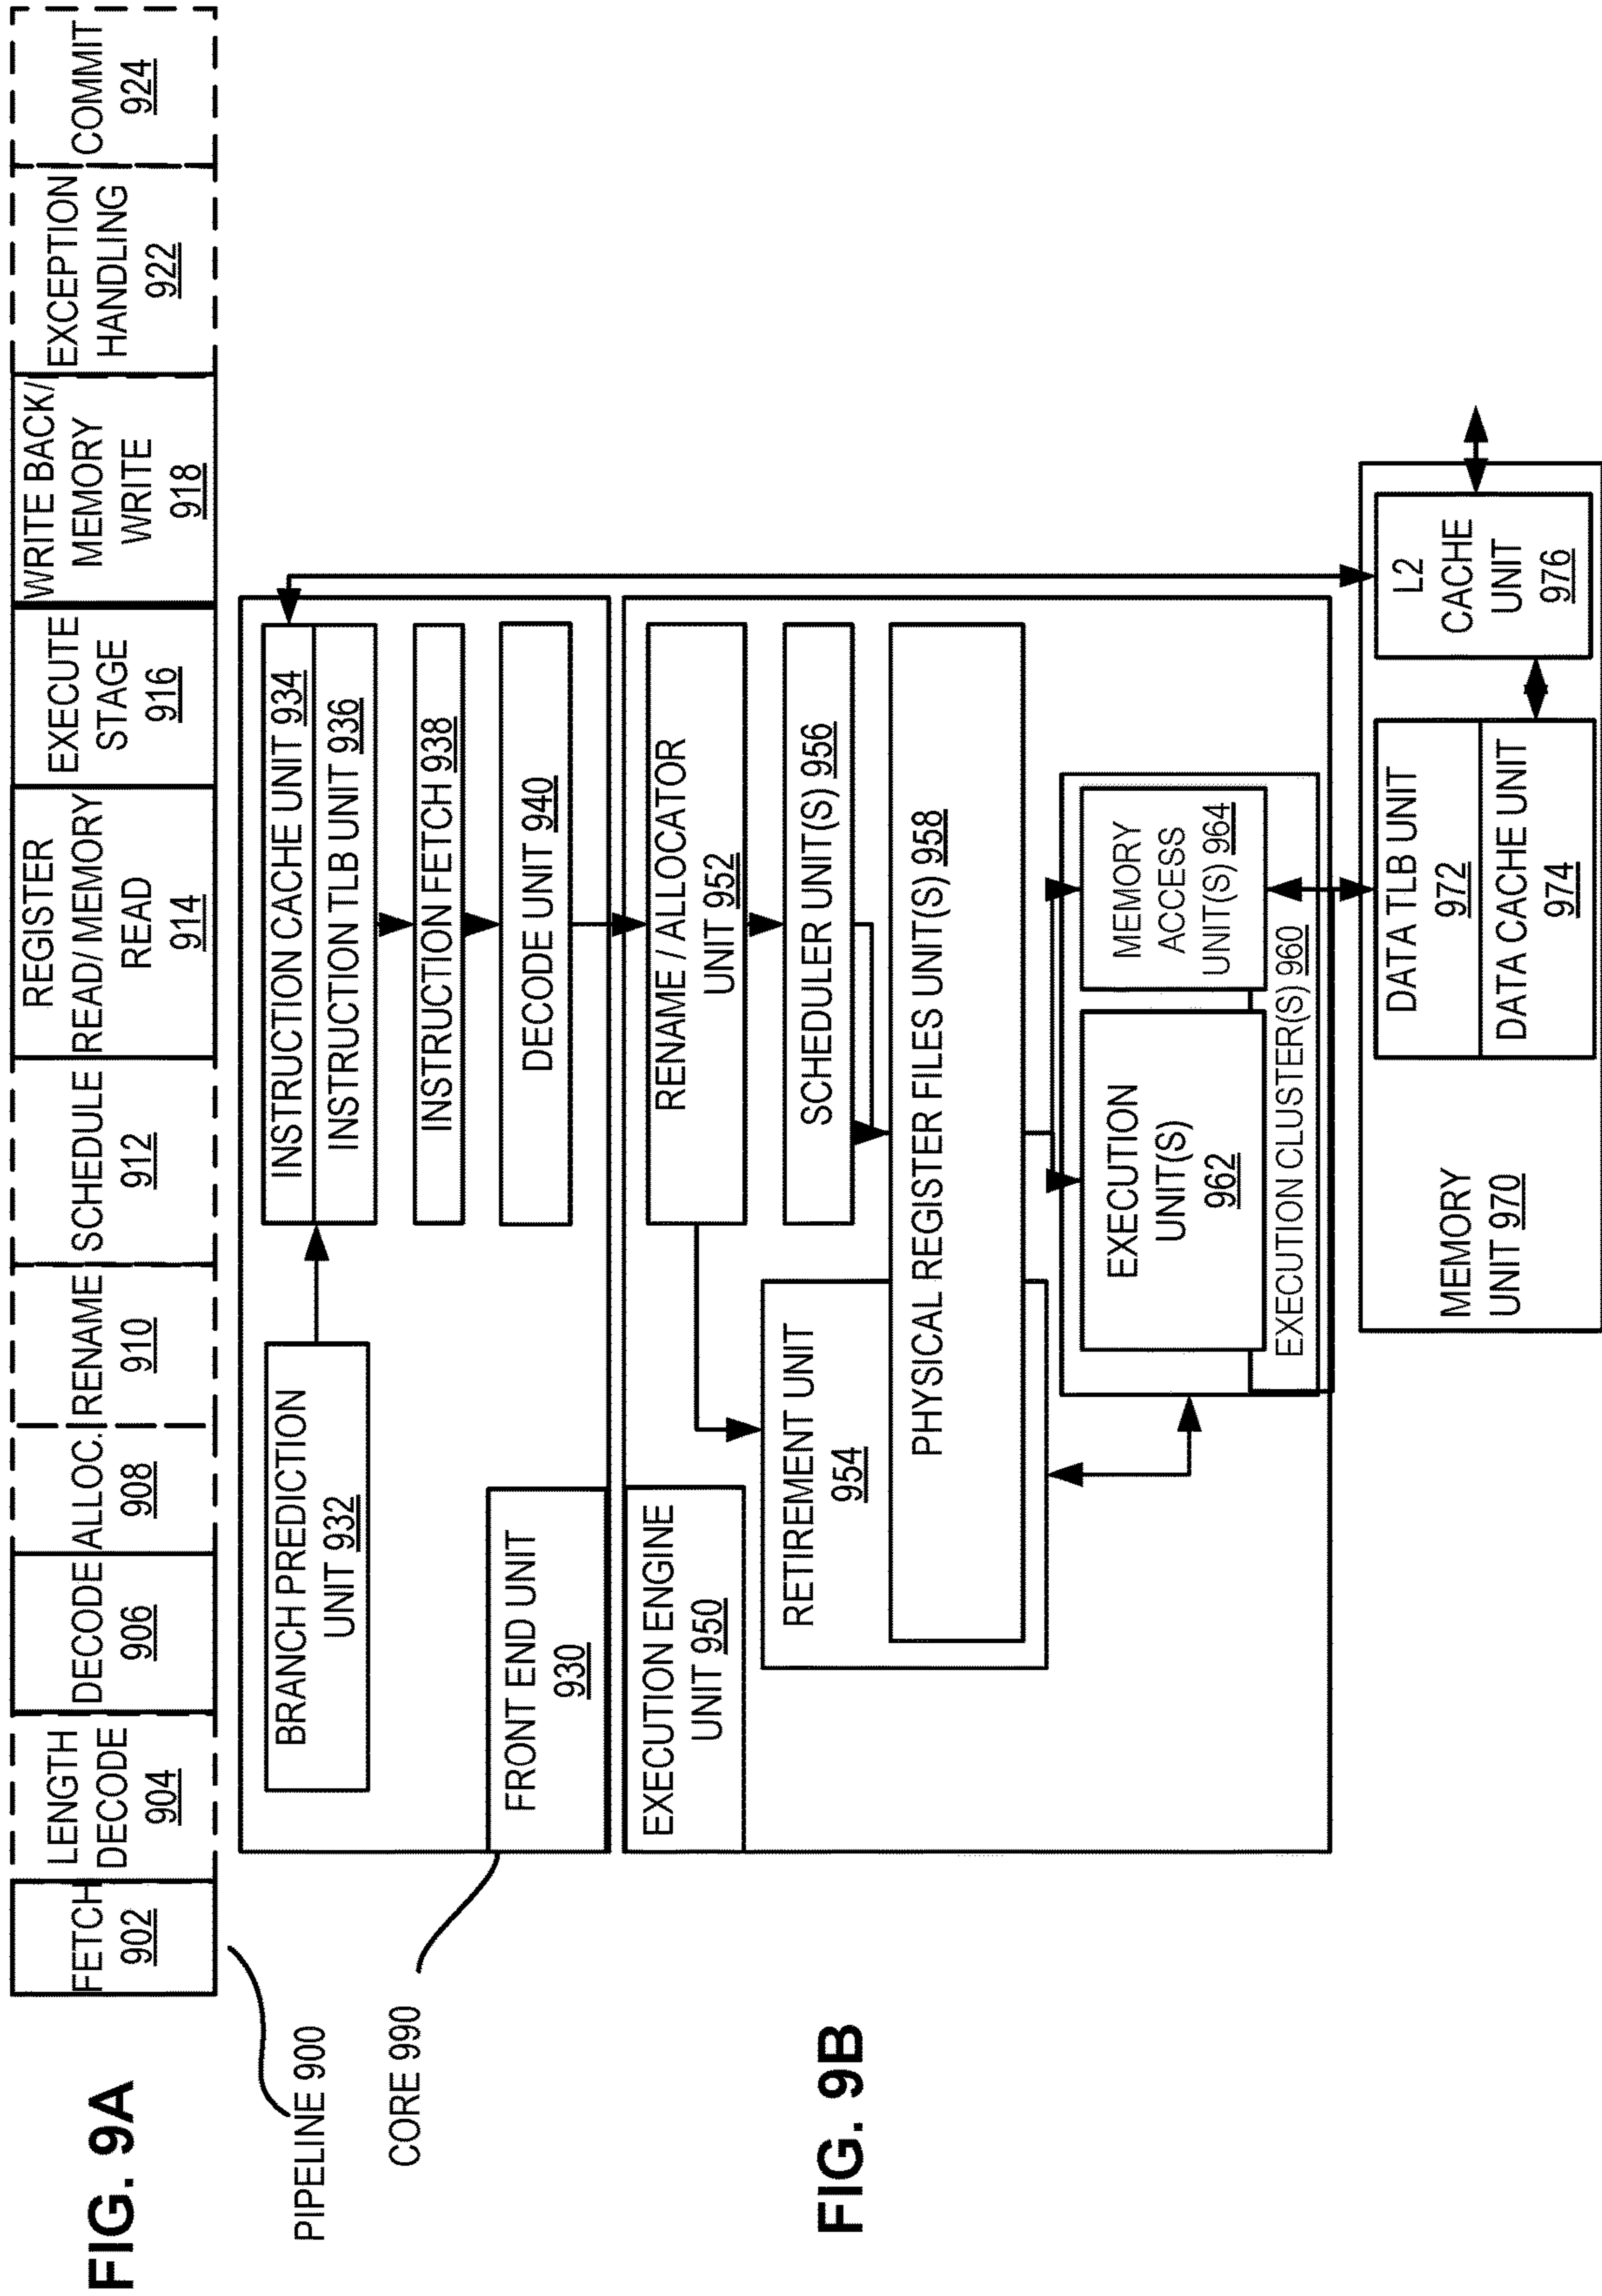 FIG. 9A
PIPELINE 900
FETCH
902
LENGTH
DECODE
904
DECODE
906
ALLOC.
908
RENAME
910
SCHEDULE
912
REGISTER
READ/MEMORY
READ
914
EXECUTE
STAGE
916
WRITE BACK/
MEMORY
WRITE
918
EXCEPTION
HANDLING
922
COMMIT
924
FIG. 9B
CORE 990
FRONT END UNIT
930
BRANCH PREDICTION
UNIT 932
INSTRUCTION CACHE UNIT 934
INSTRUCTION TLB UNIT 936
INSTRUCTION FETCH 938
DECODE UNIT 940
EXECUTION ENGINE
UNIT 950
RENAME / ALLOCATOR
UNIT 952
RETIREMENT UNIT
954
SCHEDULER UNIT(S) 956
PHYSICAL REGISTER FILES UNIT(S) 958
EXECUTION
UNIT(S)
962
MEMORY
ACCESS
UNIT(S) 964
EXECUTION CLUSTER(S) 960
MEMORY
UNIT 970
DATA TLB UNIT
972
DATA CACHE UNIT
974
L2
CACHE
UNIT
976